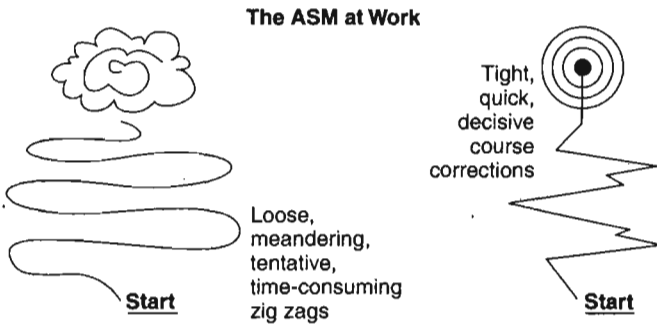 The ASM at Work
Tight,
quick,
decisive
course
corrections
Loose,
meandering,
tentative,
time-consuming
zig zags
Start
Start